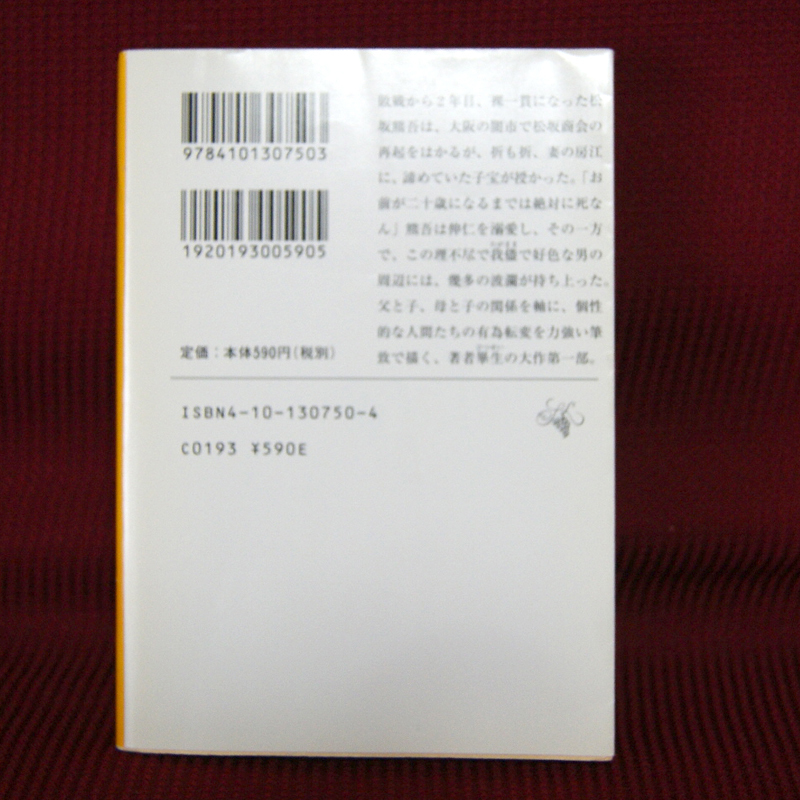 9784101307503
1920193005905
定価：本体590円（税別）
敗戦から２年目、裸一貫になった松
坂熊吾は、大阪の闇市で松坂商会の
再起をはかるが、折も折、妻の房江
に、諦めていた子宝が授かった。「お
前が二十歳になるまでは絶対に死な
ん」熊吾は伸仁を溺愛し、その一方
で、この理不尽で我儘で好色な男の
周辺には、幾多の波瀾が持ち上った。
父と子、母と子の関係を軸に、個性
的な人間たちの有為転変を力強い筆
致で描く、著者畢生の大作第一部。
ISBN4-10-130750-4
C0193 ¥590E